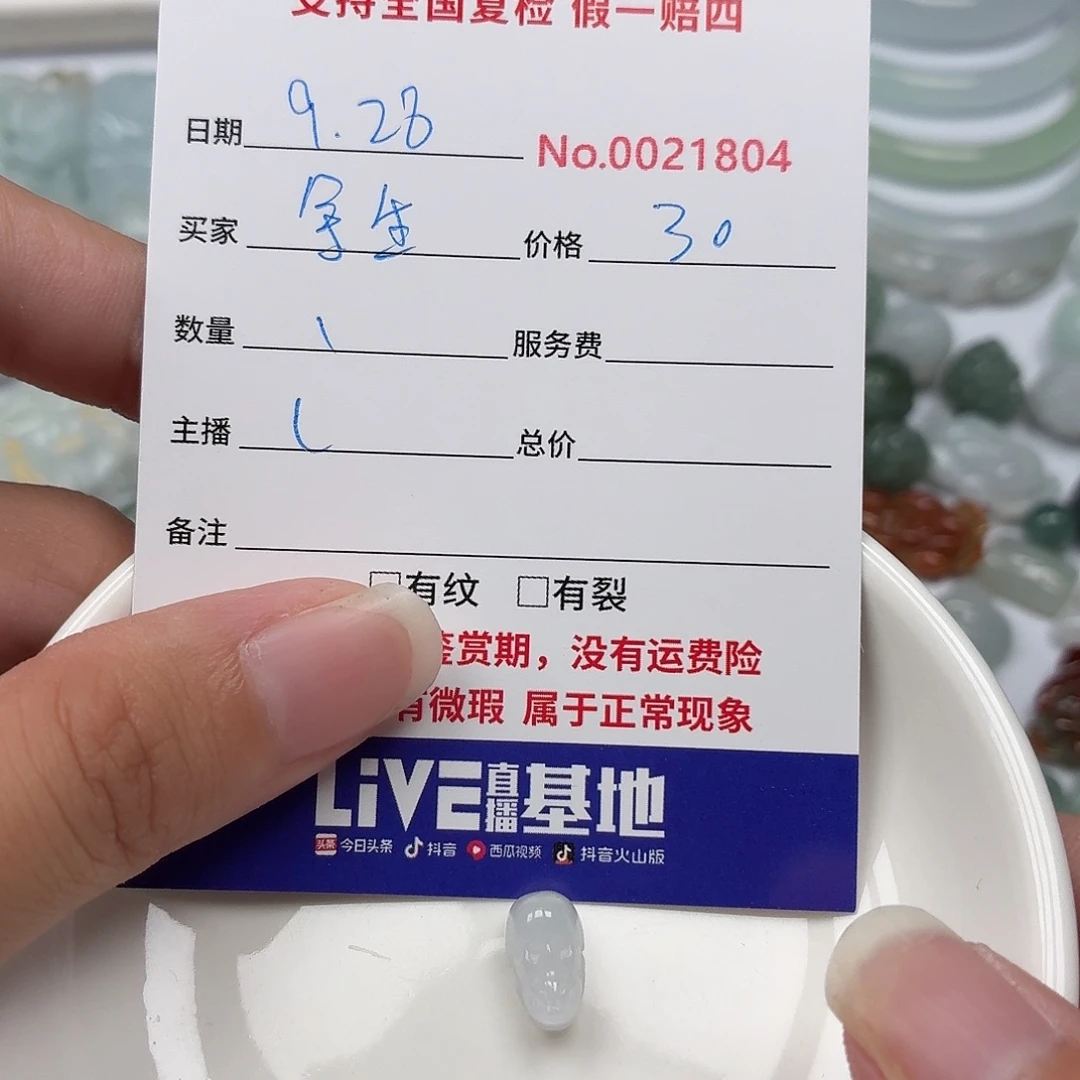 支持全国复检 假一赔四
日期 9.28 No.0021804
买家 学生 价格 30
数量 1 服务费
主播 L 总价
备注
□有纹 □有裂
鉴赏期，没有运费险
有微瑕 属于正常现象
LiVE直播基地
头条 今日头条 抖音 西瓜视频 抖音火山版